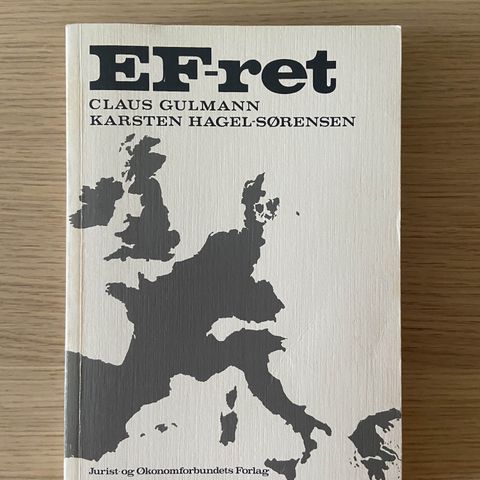 EF-ret
CLAUS GULMANN
KARSTEN HAGEL-SØRENSEN
Jurist- og Økonomforbundets Forlag